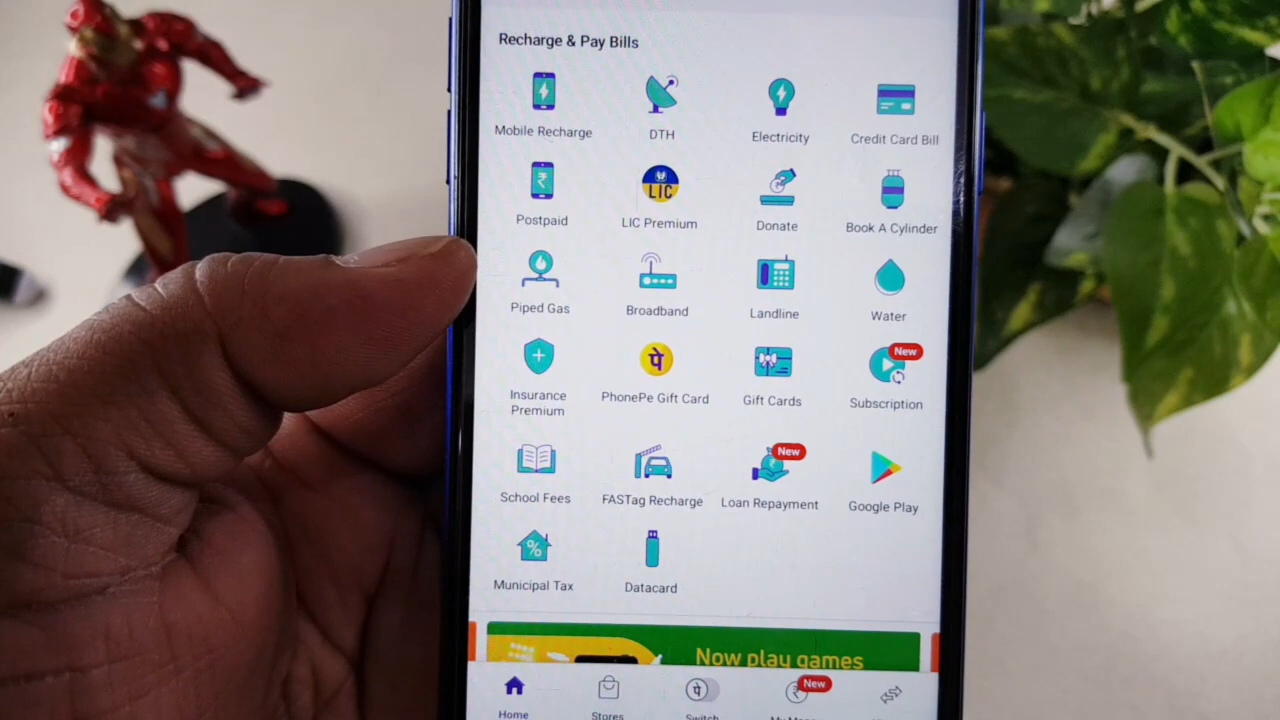 Recharge & Pay Bills
Mobile Recharge
DTH
Electricity
Credit Card Bill
Postpaid
LIC
LIC Premium
Donate
Book A Cylinder
Piped Gas
Broadband
Landline
Water
Insurance
Premium
पे
PhonePe Gift Card
Gift Cards
New
Subscription
School Fees
FASTag Recharge
New
Loan Repayment
Google Play
%
Municipal Tax
Datacard
Now play games
Home
Stores
पे
Switch
New